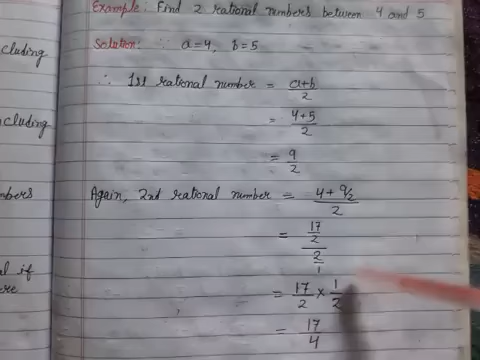 cluding
cluding
mbers
al if
re
Example: Find 2 rational numbers between 4 and 5
Solution: ∵ a=4, b=5
∴ 1st rational number = a+b/2
= 4+5/2
= 9/2
Again, 2nd rational number = 4+9/2/2
= 17/2/2/1
= 17/2 × 1/2
= 17/4